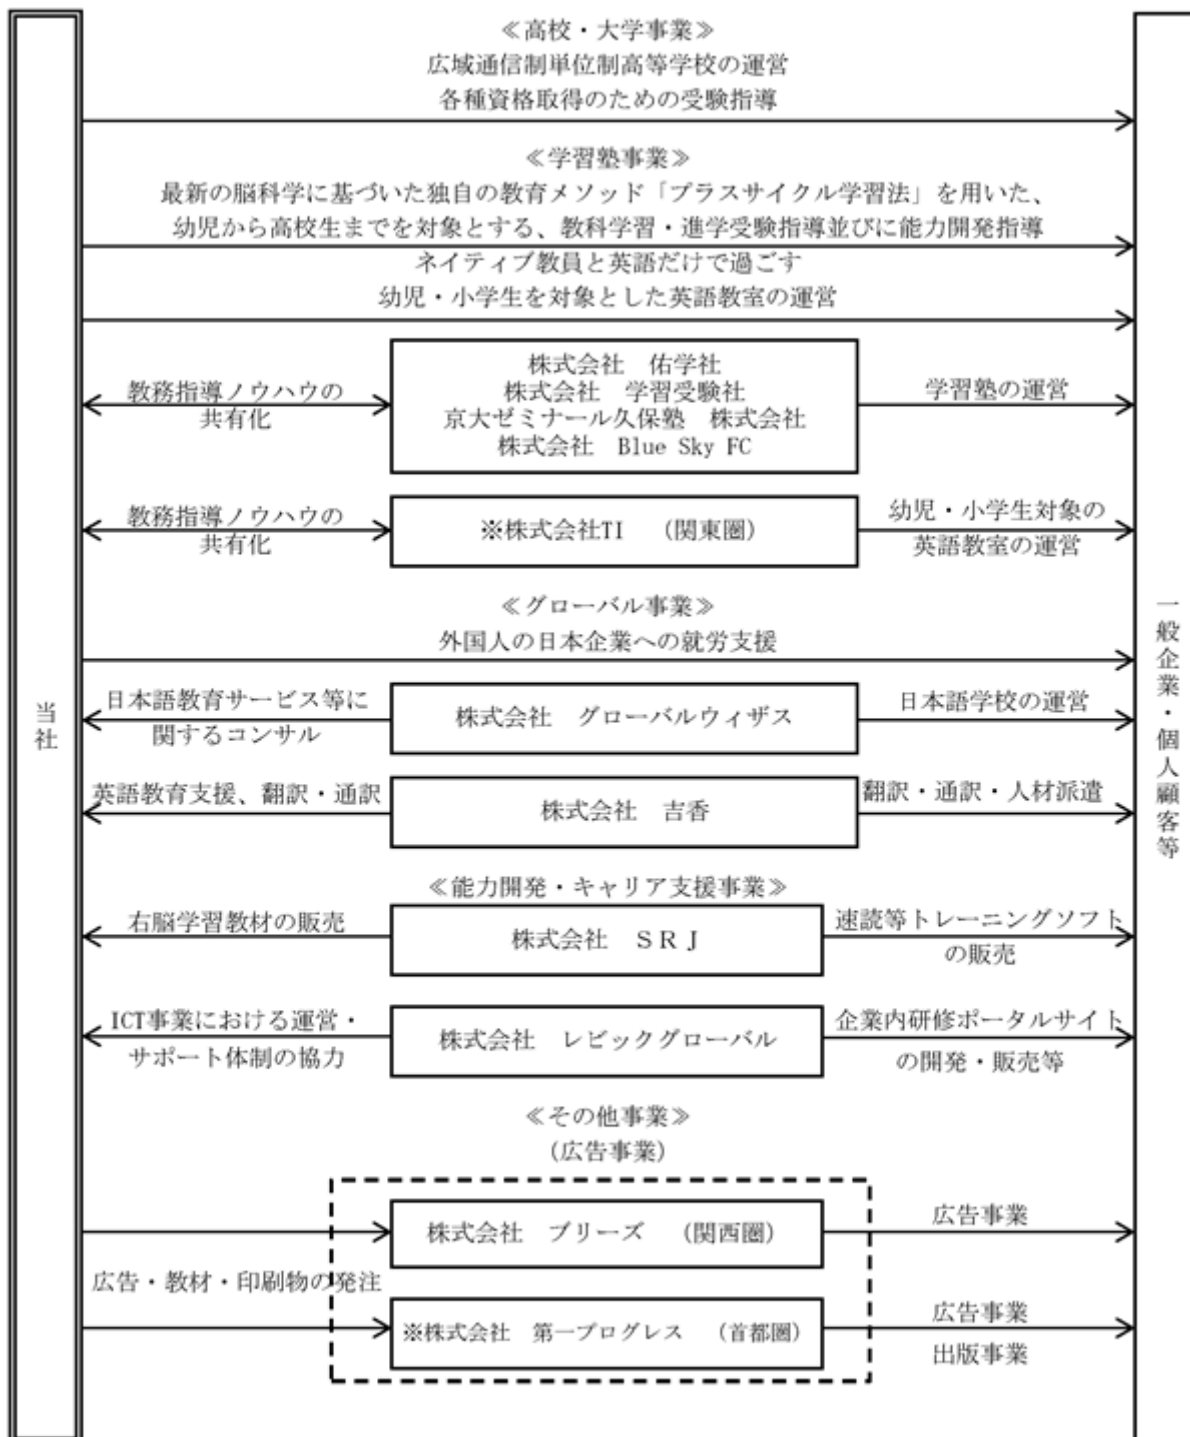 ≪高校・大学事業≫
広域通信制単位制高等学校の運営
各種資格取得のための受験指導
≪学習塾事業≫
最新の脳科学に基づいた独自の教育メソッド「プラスサイクル学習法」を用いた、
幼児から高校生までを対象とする、教科学習・進学受験指導並びに能力開発指導
ネイティブ教員と英語だけで過ごす
幼児・小学生を対象とした英語教室の運営
教務指導ノウハウの
共有化
株式会社　佑学社
株式会社　学習受験社
京大ゼミナール久保塾　株式会社
株式会社　Blue Sky FC
学習塾の運営
教務指導ノウハウの
共有化
※株式会社TI　（関東圏）
幼児・小学生対象の
英語教室の運営
≪グローバル事業≫
外国人の日本企業への就労支援
日本語教育サービス等に
関するコンサル
株式会社　グローバルウィザス
日本語学校の運営
英語教育支援、翻訳・通訳
株式会社　吉香
翻訳・通訳・人材派遣
≪能力開発・キャリア支援事業≫
右脳学習教材の販売
株式会社　ＳＲＪ
速読等トレーニングソフト
の販売
ICT事業における運営・
サポート体制の協力
株式会社　レビックグローバル
企業内研修ポータルサイト
の開発・販売等
≪その他事業≫
（広告事業）
株式会社　ブリーズ　（関西圏）
広告事業
広告・教材・印刷物の発注
※株式会社　第一プログレス　（首都圏）
広告事業
出版事業
当社
一般企業・個人顧客等